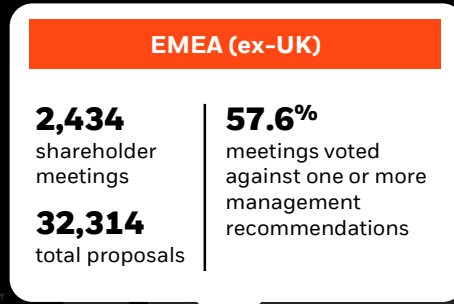 EMEA (ex-UK)
2,434
shareholder
meetings
32,314
total proposals
57.6%
meetings voted
against one or more
management
recommendations